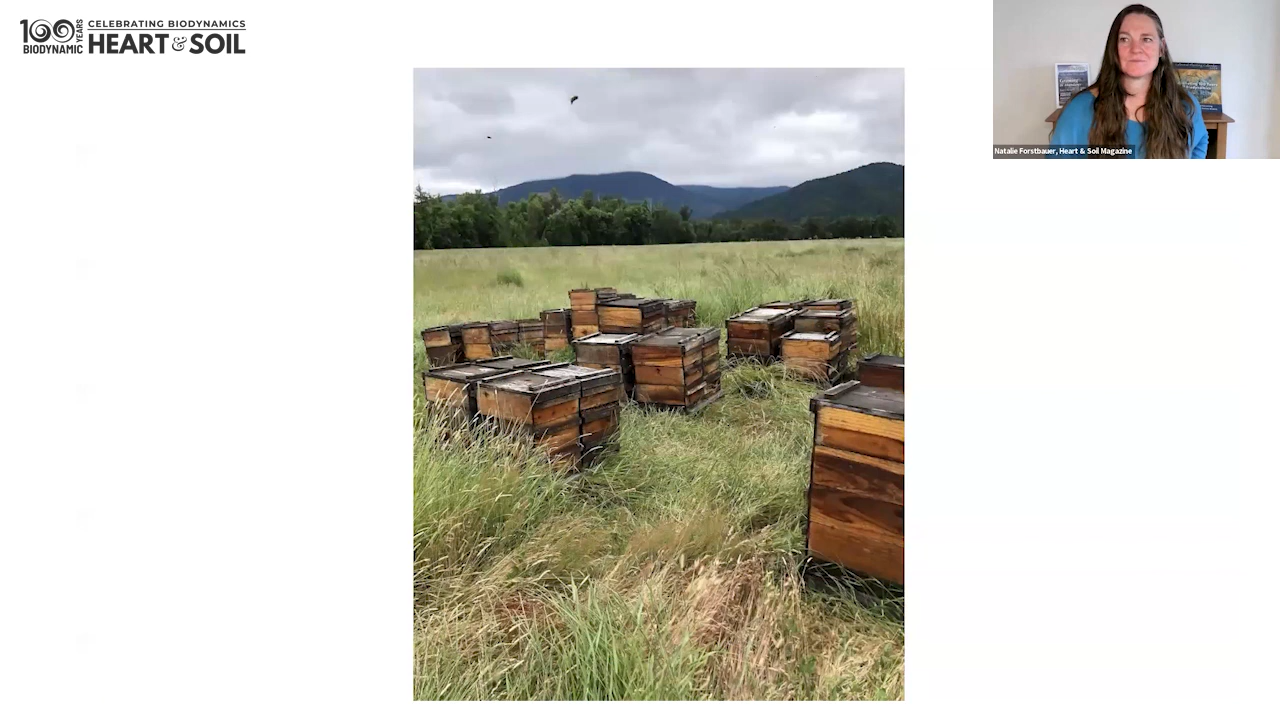 100 YEARS
BIODYNAMIC
CELEBRATING BIODYNAMICS
HEART & SOIL
Natalie Forstbauer, Heart & Soil Magazine